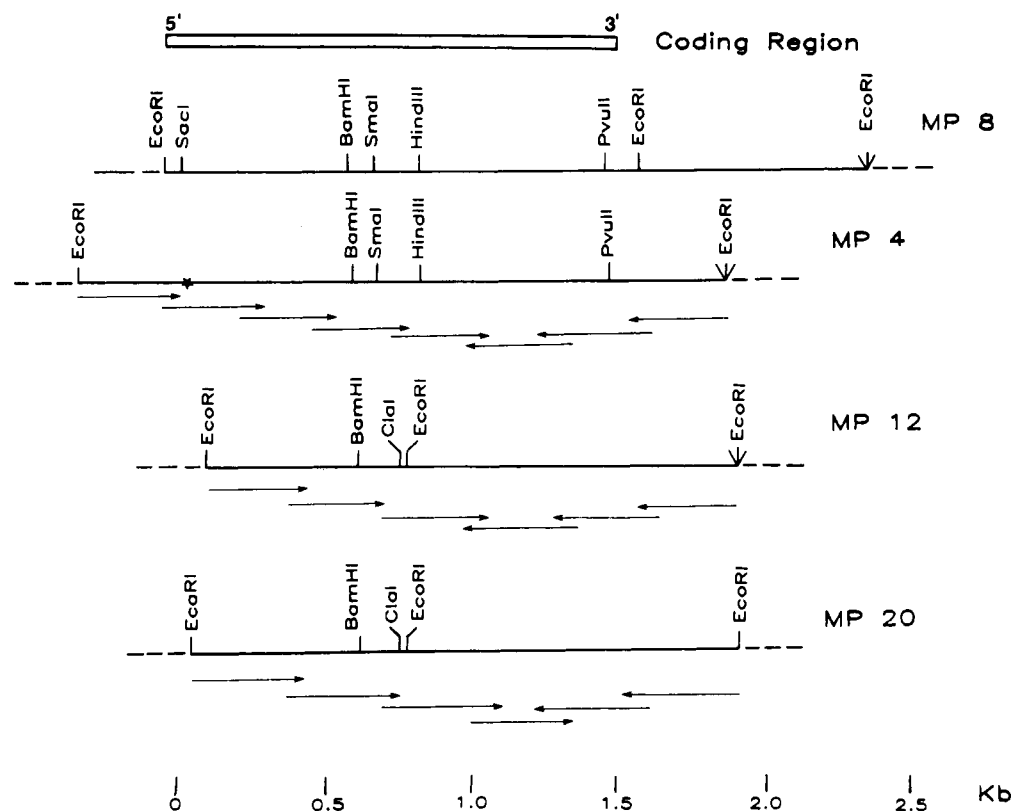 5' 3' Coding Region
EcoRI SacI BamHI SmaI HindIII PvuII EcoRI EcoRI MP 8
EcoRI BamHI SmaI HindIII PvuII EcoRI MP 4
EcoRI BamHI ClaI EcoRI EcoRI MP 12
EcaRI BamHI ClaI EcoRI EcoRI MP 20
0 0.5 1.0 1.5 2.0 2.5 Kb